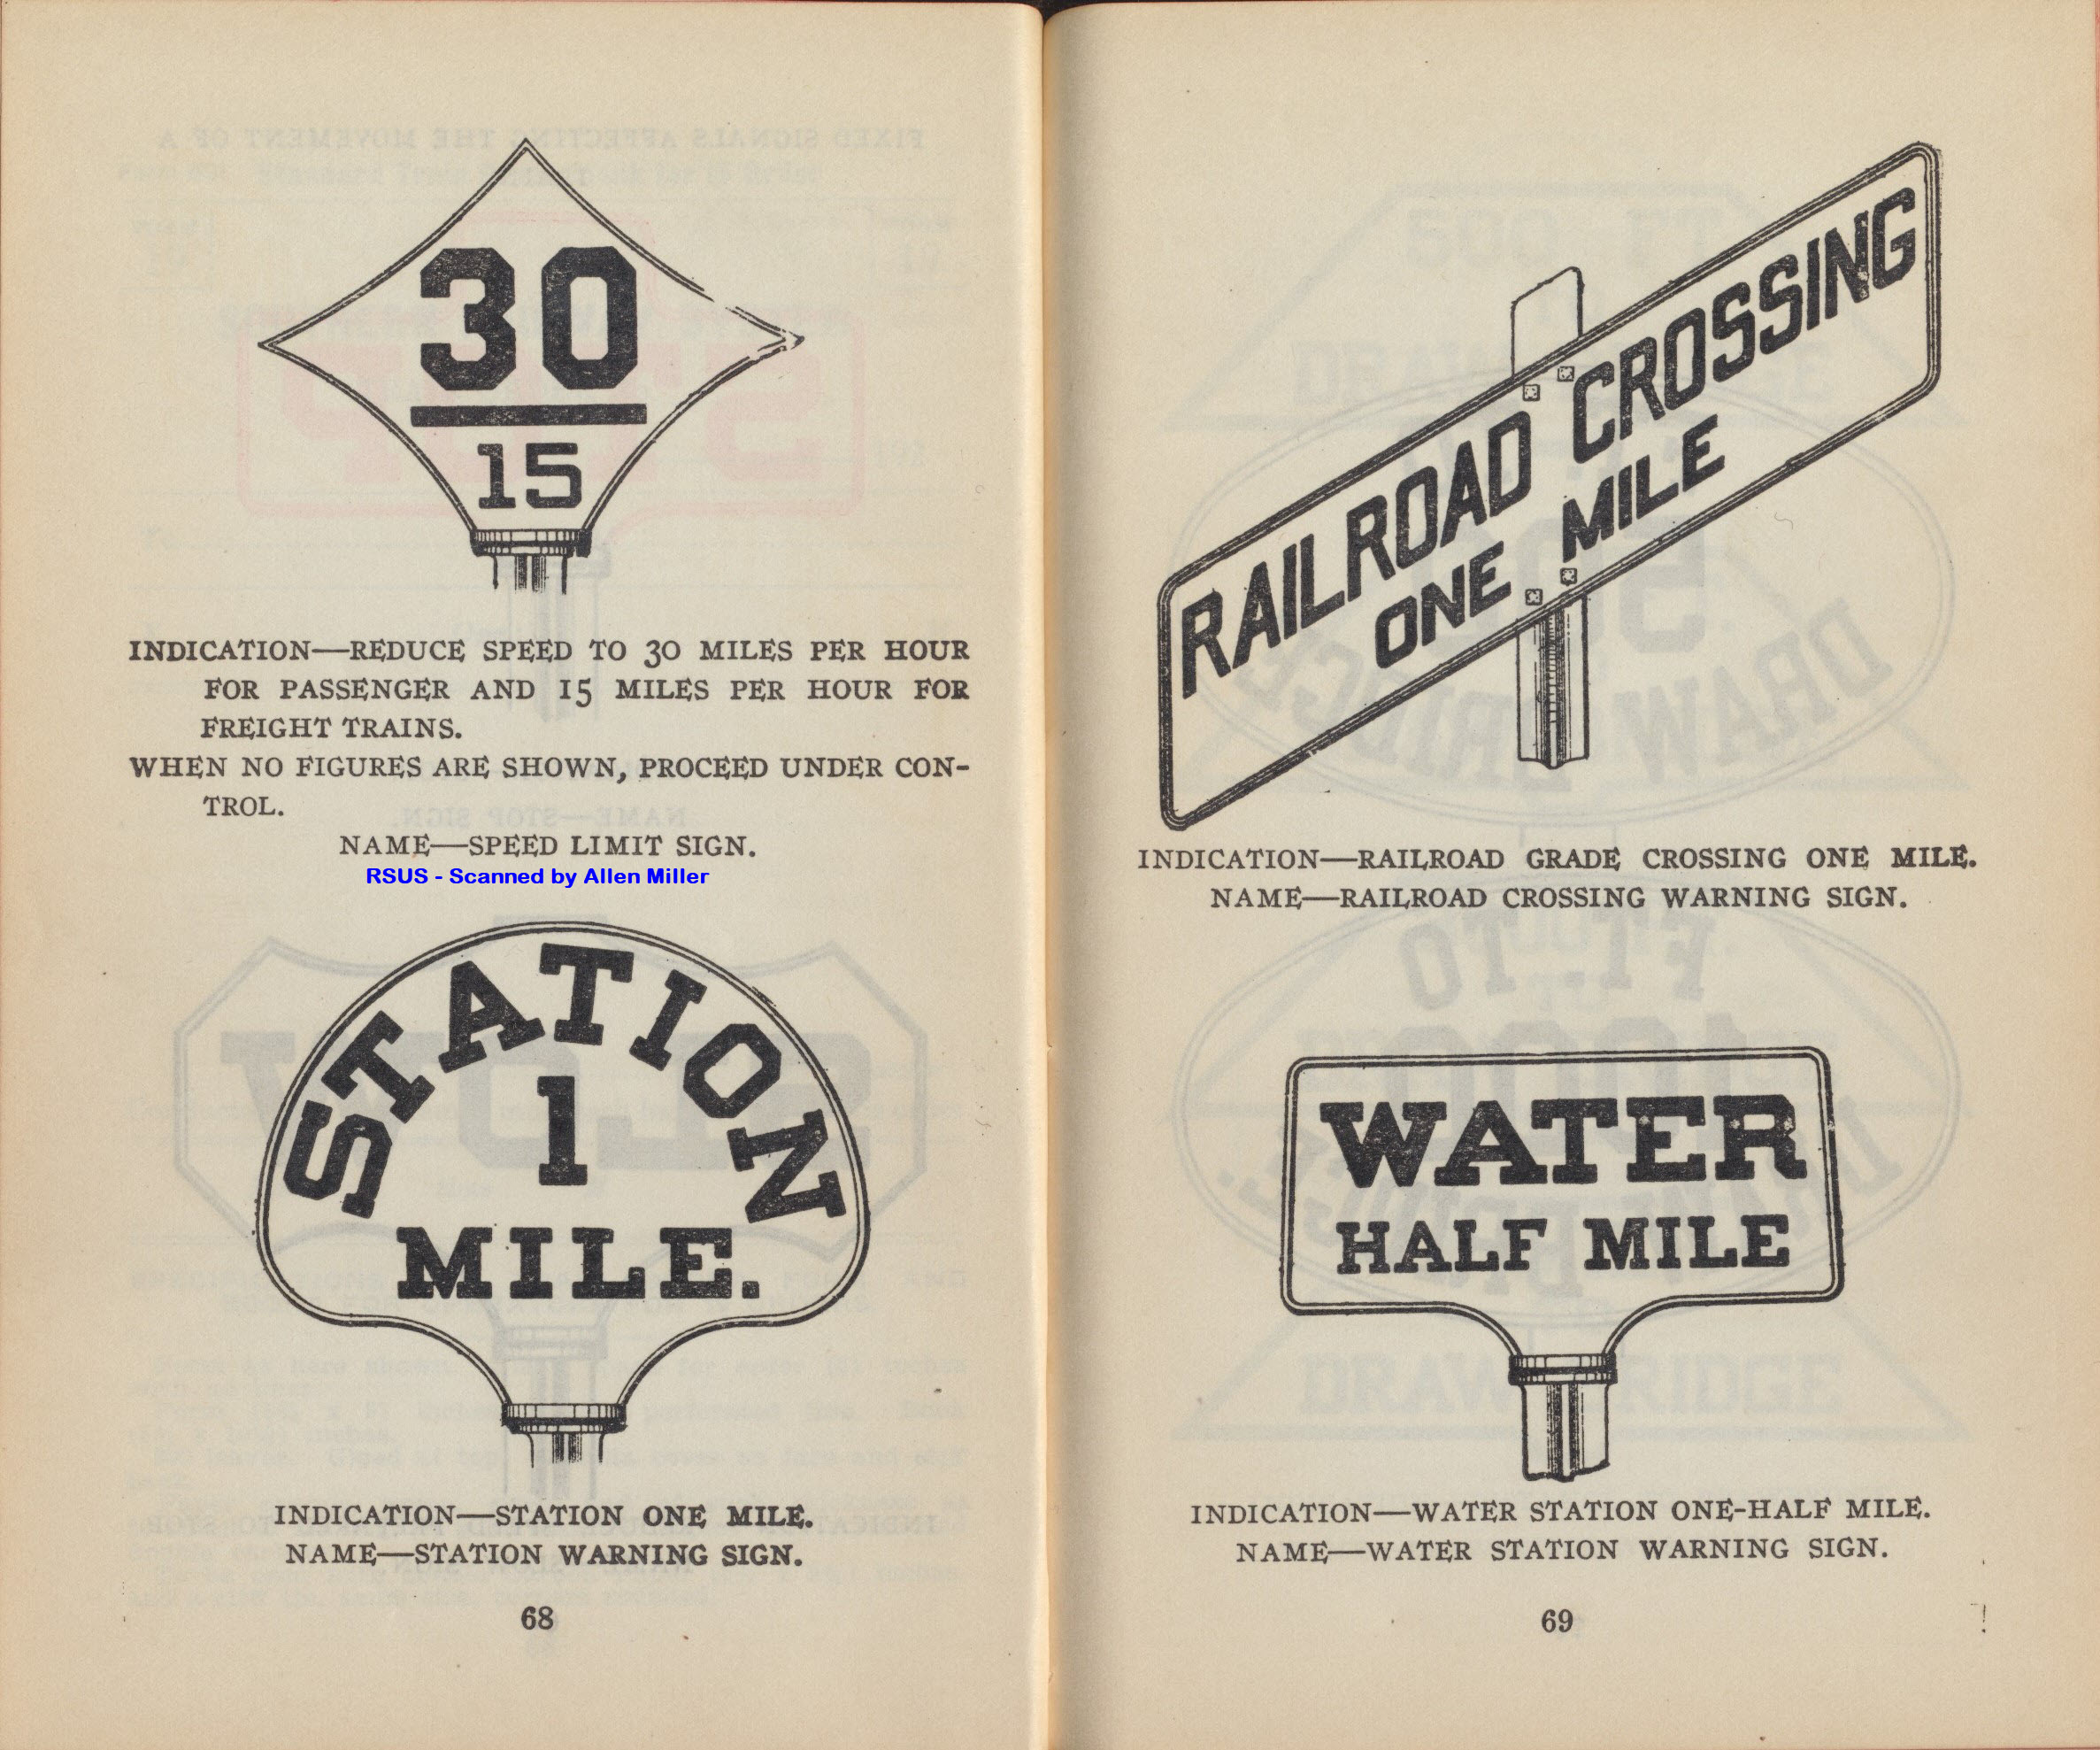 30
15
INDICATION—REDUCE SPEED TO 30 MILES PER HOUR
FOR PASSENGER AND 15 MILES PER HOUR FOR
FREIGHT TRAINS.
WHEN NO FIGURES ARE SHOWN, PROCEED UNDER CON-
TROL.
NAME—SPEED LIMIT SIGN.
RSUS - Scanned by Allen Miller
STATION
1
MILE.
INDICATION—STATION ONE MILE.
NAME—STATION WARNING SIGN.
68
RAILROAD CROSSING
ONE MILE
INDICATION—RAILROAD GRADE CROSSING ONE MILE.
NAME—RAILROAD CROSSING WARNING SIGN.
WATER
HALF MILE
INDICATION—WATER STATION ONE-HALF MILE.
NAME—WATER STATION WARNING SIGN.
69